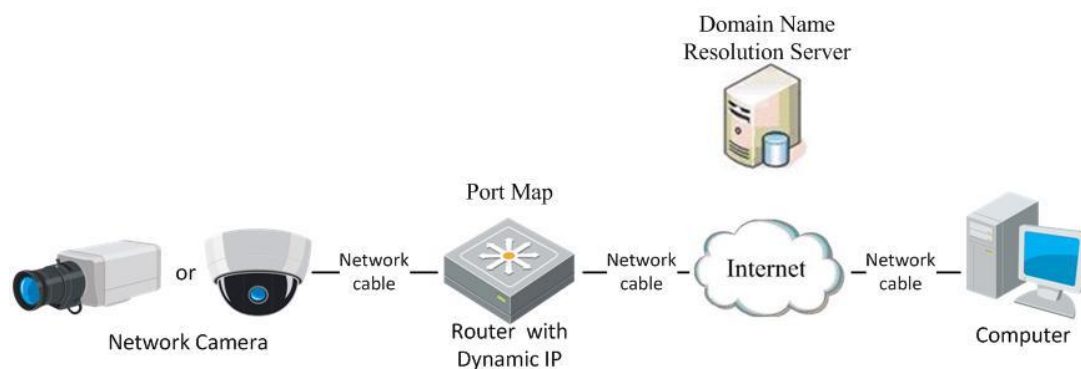 Domain Name
Resolution Server
Port Map
or
Network
cable
Network
cable
Internet
Network
cable
Network Camera
Router with
Dynamic IP
Computer